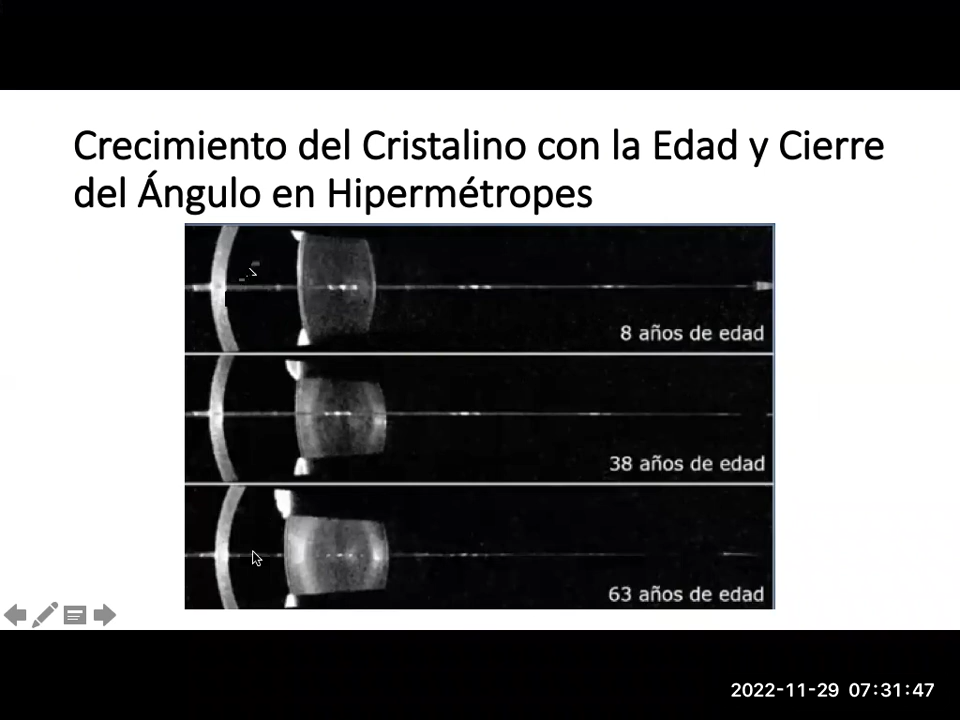 Crecimiento del Cristalino con la Edad y Cierre
del Ángulo en Hipermétropes
8 años de edad
38 años de edad
63 años de edad
2022-11-29 07:31:47